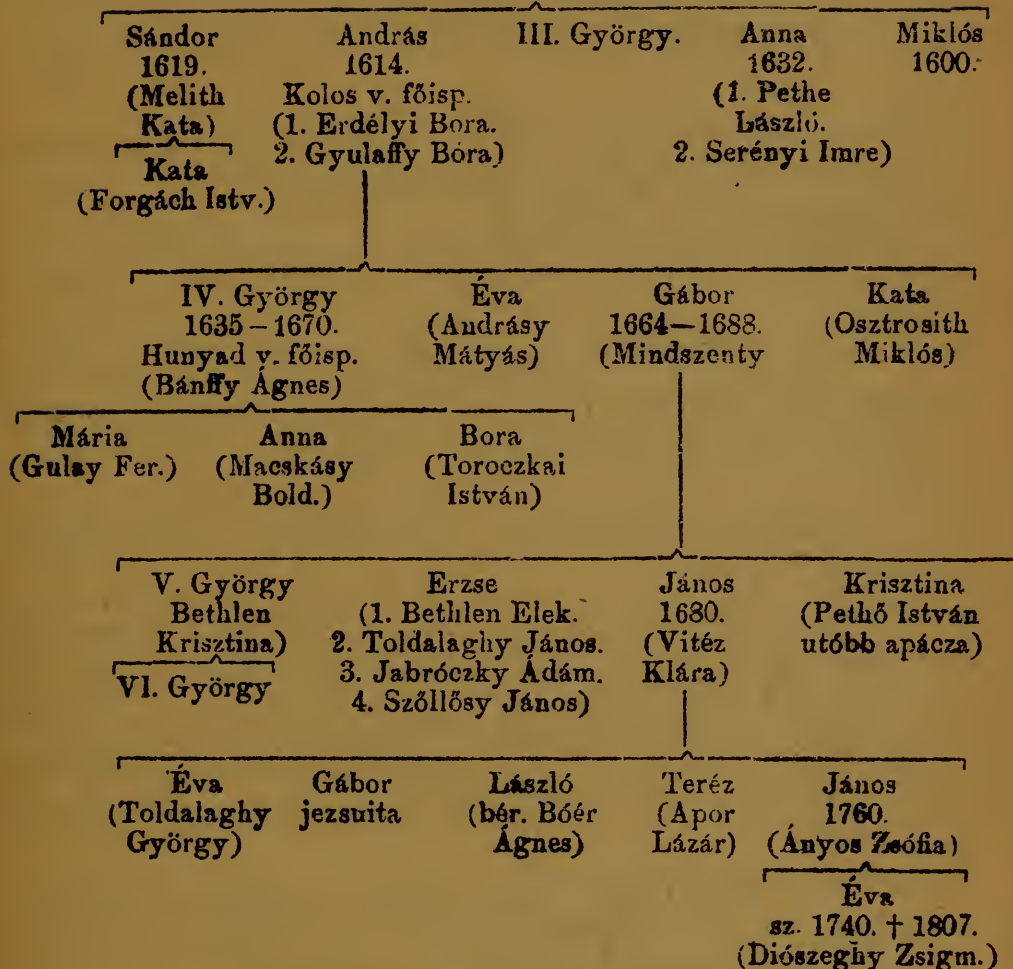 Sándor András III. György. Anna Miklós
1619. 1614. 1632. 1600.
(Melith Kolos v. főisp. (1. Pethe
Kata) (1. Erdélyi Bora. László.
2. Gyulaffy Bora) 2. Serényi Imre)
Kata
(Forgách Istv.)
IV. György Éva Gábor Kata
1635–1670. (Andrásy 1664—1688. (Osztrosith
Hunyad v. főisp. Mátyás) (Mindszenty Miklós)
(Bánffy Ágnes)
Mária Anna Bora
(Gulay Fer.) (Macskásy (Toroczkai
Bold.) István)
V. György Erzse János Krisztina
Bethlen (1. Bethlen Elek. 1680. (Pethő István
Krisztina) 2. Toldalaghy János. (Vitéz utóbb apácza)
VI. György 3. Jabróczky Ádám. Klára)
4. Szőllősy János)
Éva Gábor László Teréz János
(Toldalaghy jezsuita (bér. Bóér (Apor 1760.
György) Ágnes) Lázár) (Ányos Zsófia)
Éva
sz. 1740. † 1807.
(Diószeghy Zsigm.)